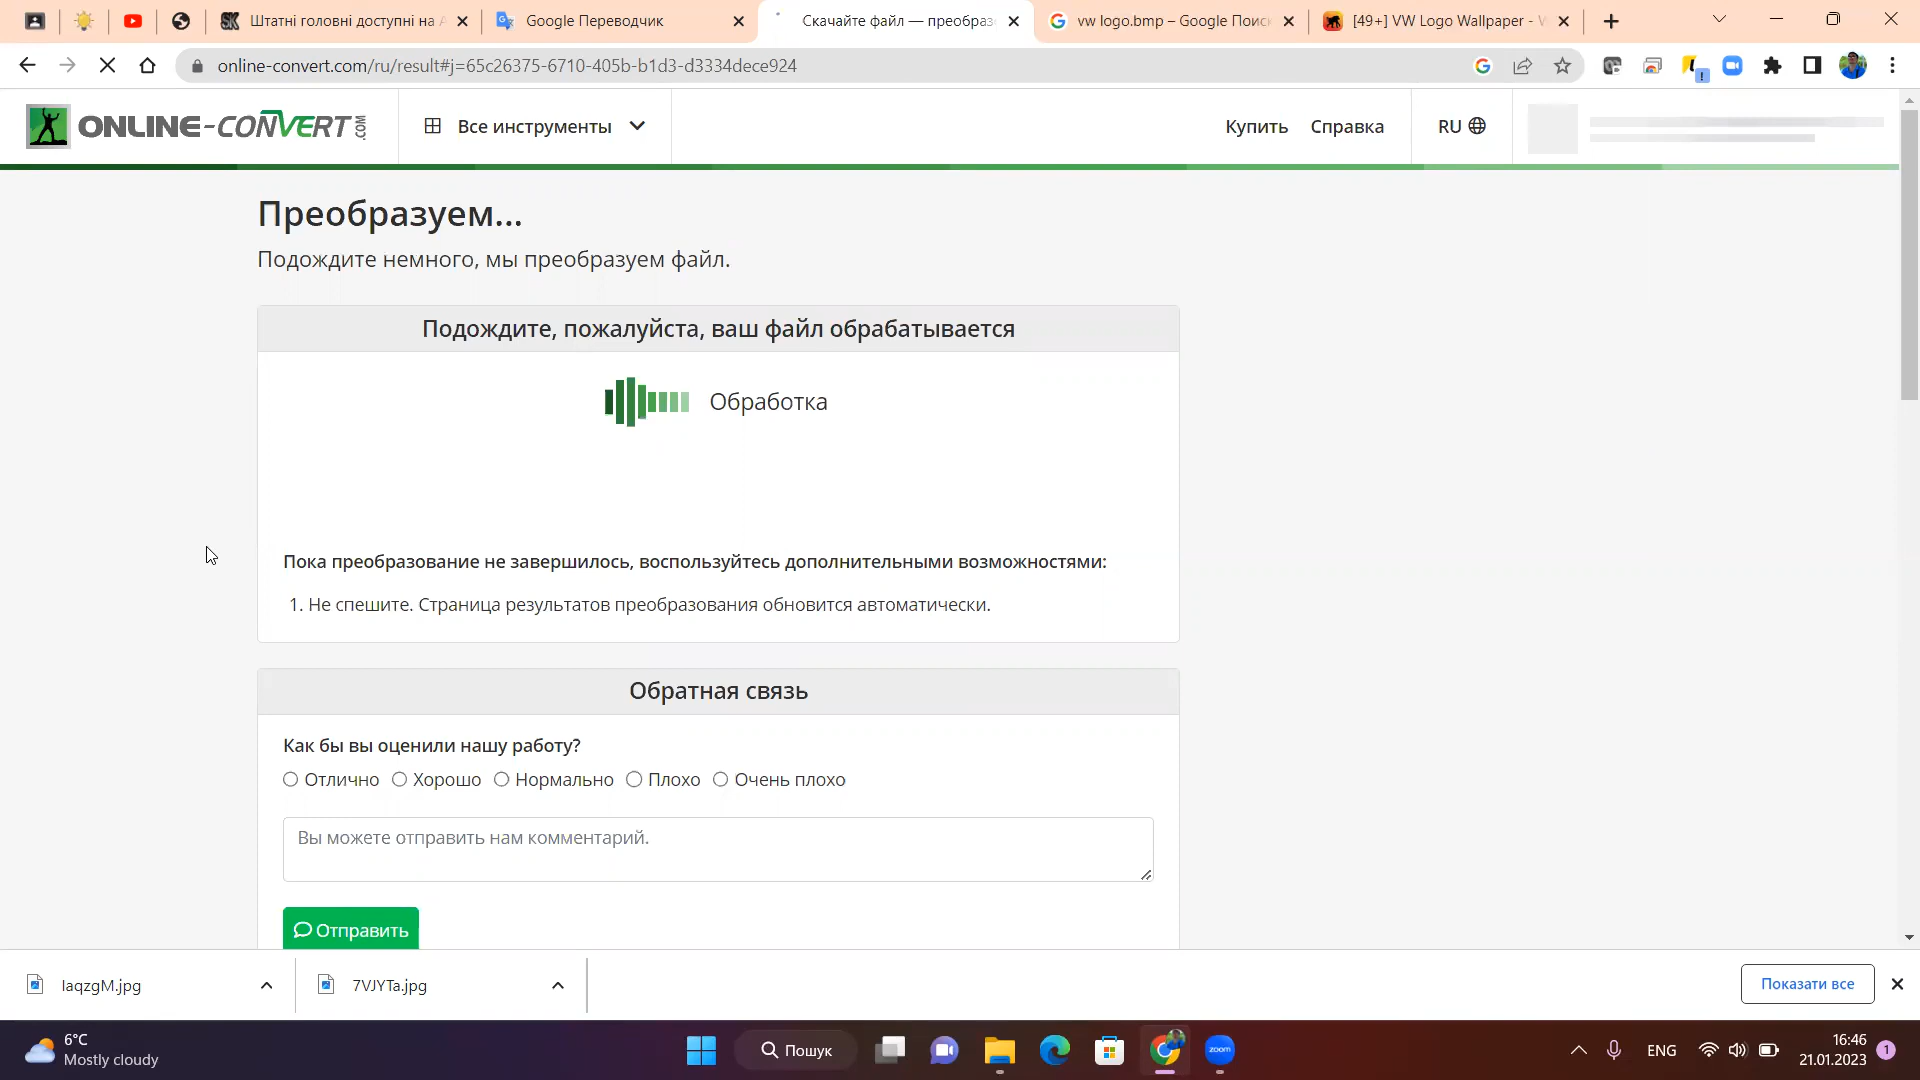 Штатні головні доступні на А
Google Переводчик
Скачайте файл — преобраз
vw logo.bmp – Google Поиск
[49+] VW Logo Wallpaper - W
online-convert.com/ru/result#j=65c26375-6710-405b-b1d3-d3334dece924
ONLINE-CONVERT.COM
Все инструменты
Купить
Справка
RU
Преобразуем...
Подождите немного, мы преобразуем файл.
Подождите, пожалуйста, ваш файл обрабатывается
Обработка
Пока преобразование не завершилось, воспользуйтесь дополнительными возможностями:
1. Не спешите. Страница результатов преобразования обновится автоматически.
Обратная связь
Как бы вы оценили нашу работу?
Отлично Хорошо Нормально Плохо Очень плохо
Вы можете отправить нам комментарий.
Отправить
IaqzgM.jpg
7VJYTa.jpg
Показати все
6°C
Mostly cloudy
Пошук
zoom
ENG
16:46
21.01.2023
1